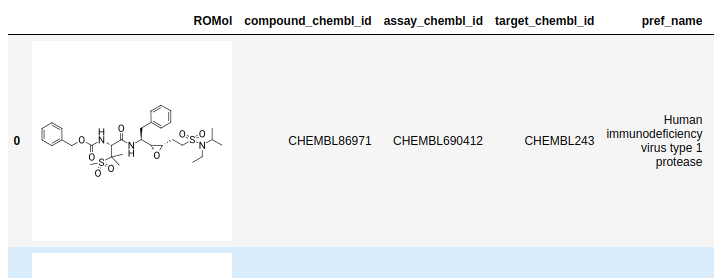 ROMol compound_chembl_id assay_chembl_id target_chembl_id pref_name
0 CHEMBL86971 CHEMBL690412 CHEMBL243 Human
immunodeficiency
virus type 1
protease
H
N
O
O
O
N
H
O
S
O
O
O
S
O
N